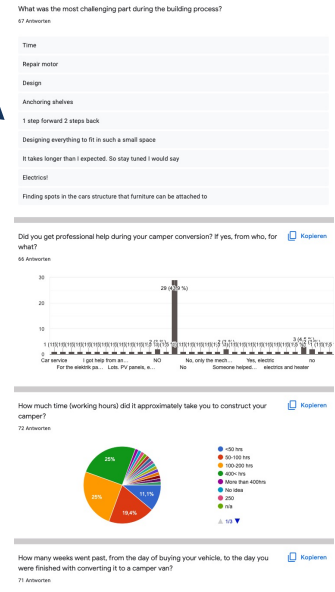 What was the most challenging part during the building process?
67 Antworten
Time
Repair motor
Design
Anchoring shelves
1 step forward 2 steps back
Designing everything to fit in such a small space
It takes longer than I expected. So stay tuned I would say
Electrics!
Finding spots in the cars structure that furniture can be attached to
Did you get professional help during your camper conversion? If yes, from who, for what?
Kopieren
66 Antworten
30
20
10
0
Car service
I got help from an...
NO
No, only the mech...
Yes, electric
no
For the elektrik pa...
Lots. PV panels, e...
No
Someone helped...
electrics and heater
How much time (working hours) did it approximately take you to construct your camper?
Kopieren
72 Antworten
25%
25%
19,4%
11,1%
<50 hrs
50-100 hrs
100-200 hrs
400< hrs
More than 400hrs
No idea
250
n/a
1/3
How many weeks went past, from the day of buying your vehicle, to the day you were finished with converting it to a camper van?
Kopieren
71 Antworten